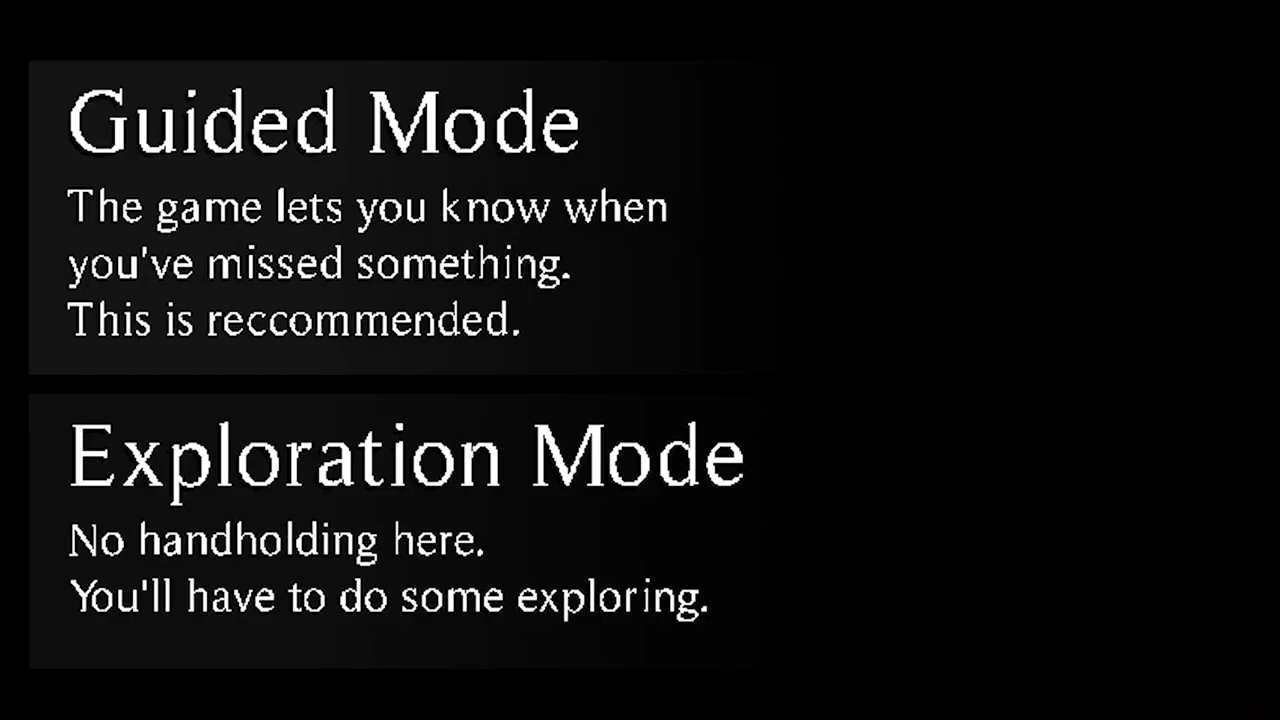 Guided Mode
The game lets you know when
you've missed something.
This is reccommended.
Exploration Mode
No handholding here.
You'll have to do some exploring.